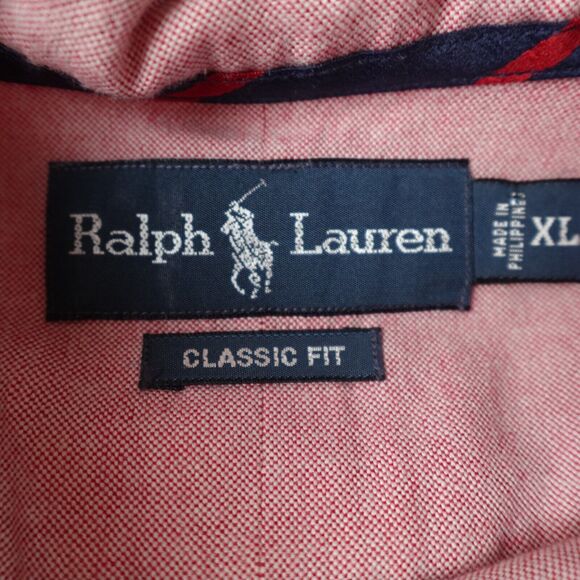 Ralph Lauren
MADE IN
PHILIPPINES
XL
CLASSIC FIT